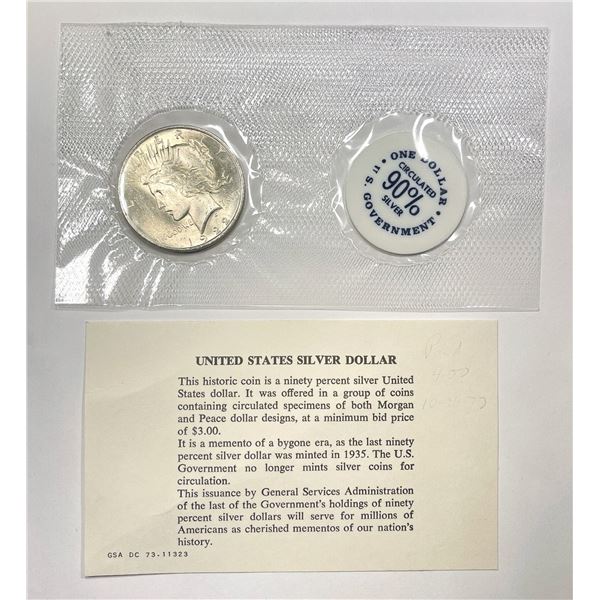 LIBERTY
1922
U.S. GOVERNMENT • ONE DOLLAR •
CIRCULATED
90%
SILVER
UNITED STATES SILVER DOLLAR
This historic coin is a ninety percent silver United
States dollar. It was offered in a group of coins
containing circulated specimens of both Morgan
and Peace dollar designs, at a minimum bid price
of $3.00.
It is a memento of a bygone era, as the last ninety
percent silver dollar was minted in 1935. The U.S.
Government no longer mints silver coins for
circulation.
This issuance by General Services Administration
of the last of the Government's holdings of ninety
percent silver dollars will serve for millions of
Americans as cherished mementos of our nation's
history.
GSA DC 73-11323
Paid
4.00